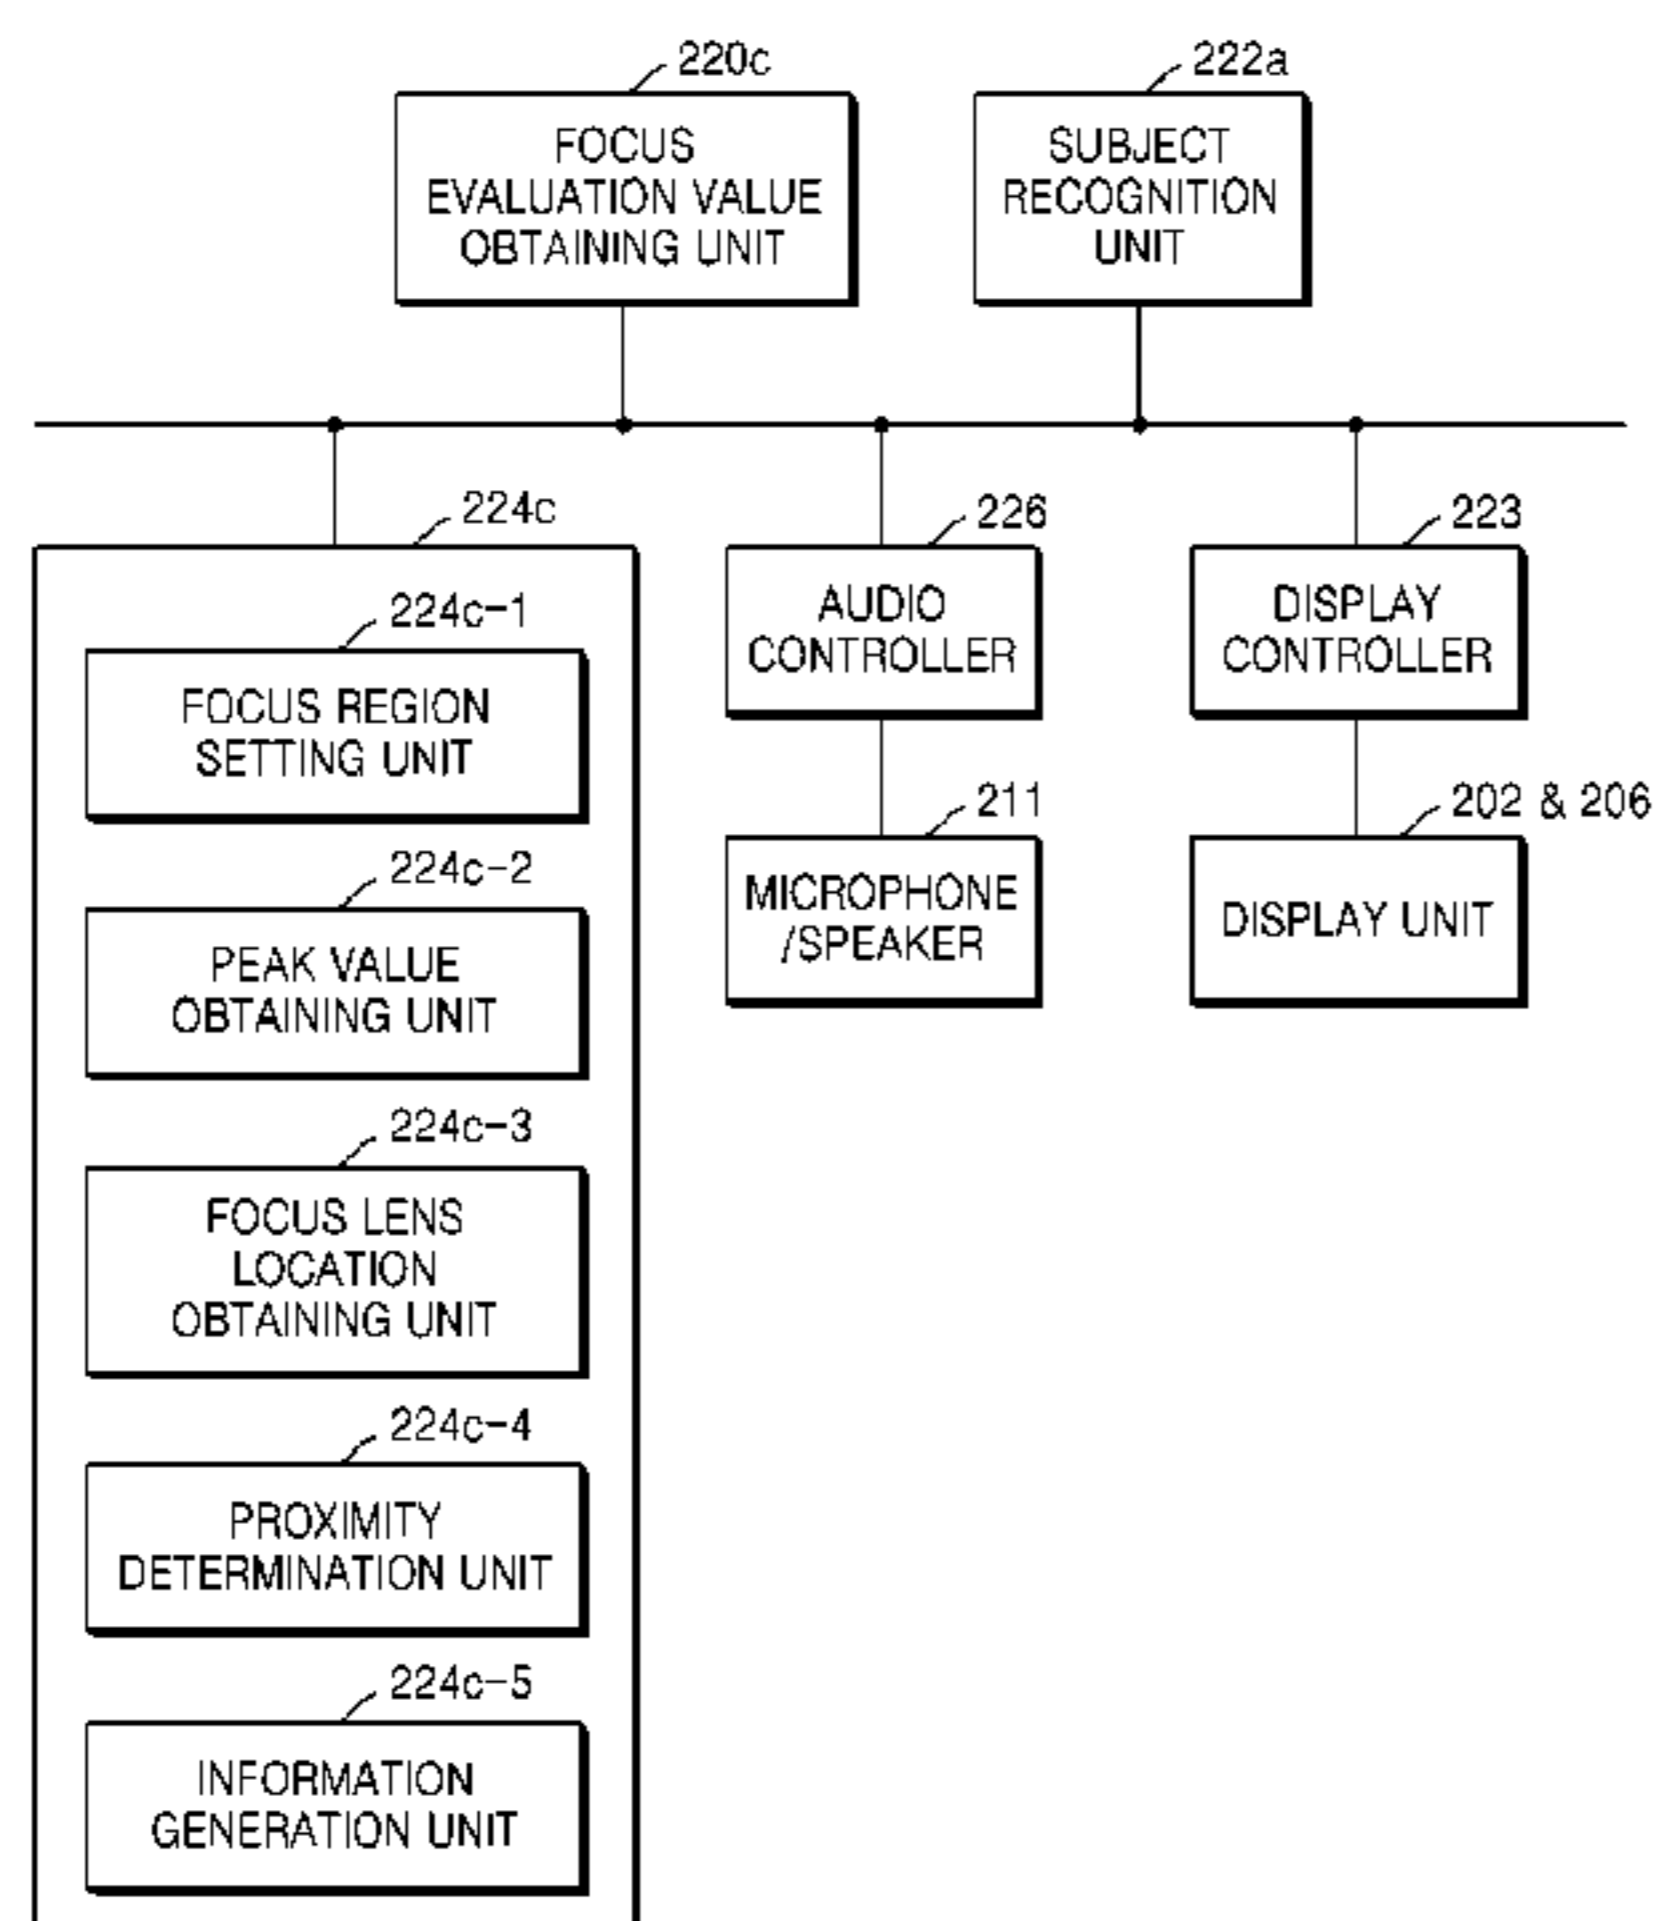 220c
FOCUS
EVALUATION VALUE
OBTAINING UNIT
222a
SUBJECT
RECOGNITION
UNIT
224c
224c-1
FOCUS REGION
SETTING UNIT
224c-2
PEAK VALUE
OBTAINING UNIT
224c-3
FOCUS LENS
LOCATION
OBTAINING UNIT
224c-4
PROXIMITY
DETERMINATION UNIT
224c-5
INFORMATION
GENERATION UNIT
226
AUDIO
CONTROLLER
211
MICROPHONE
/SPEAKER
223
DISPLAY
CONTROLLER
202 & 206
DISPLAY UNIT